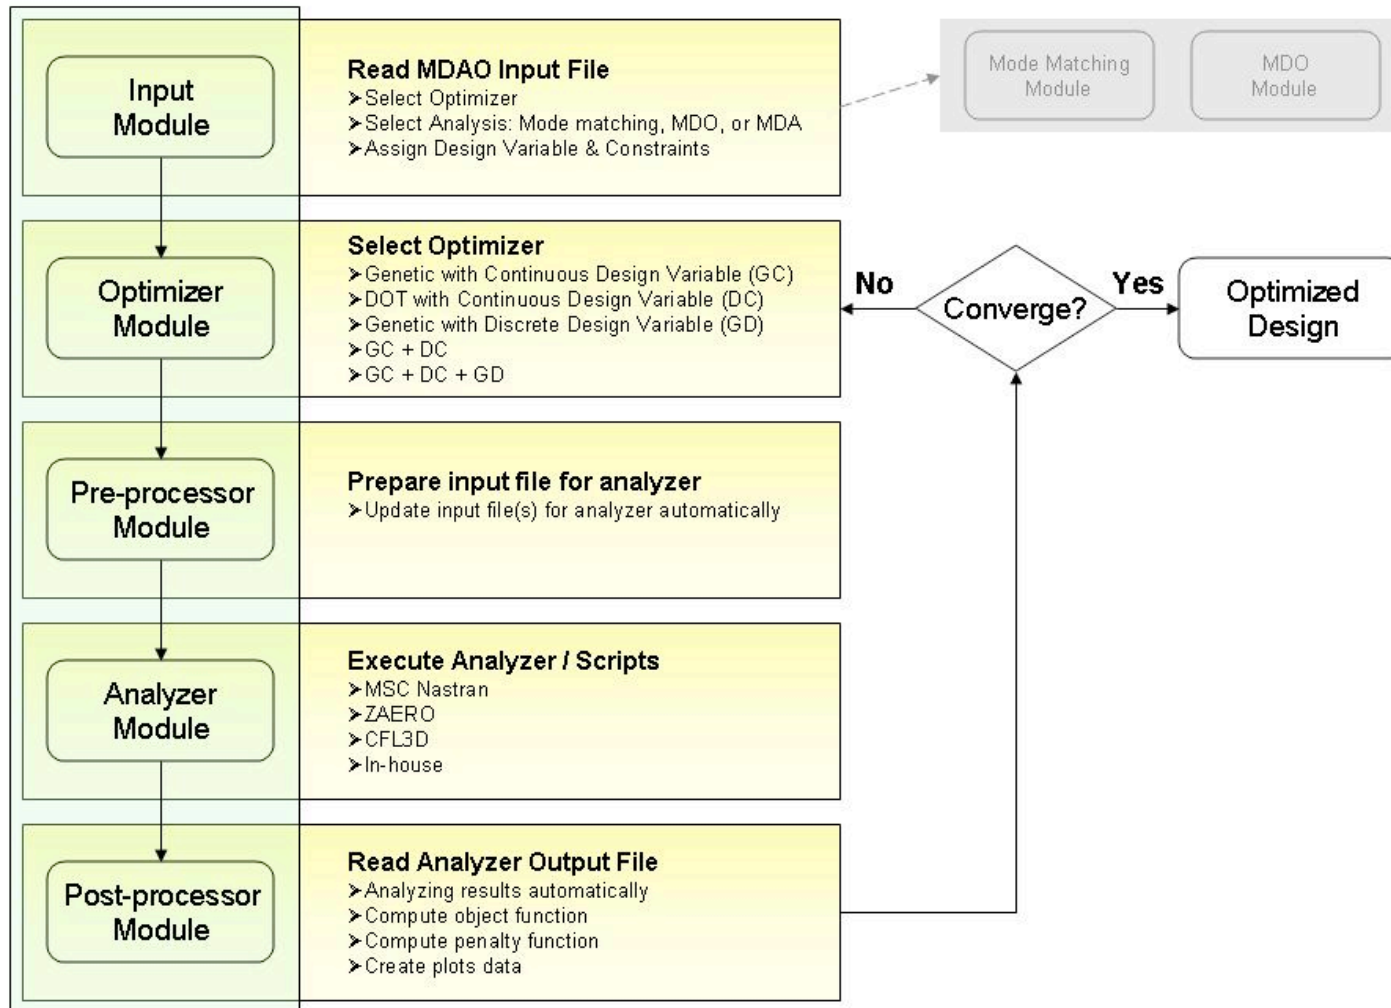 Input
Module
Read MDAO Input File
➤Select Optimizer
➤Select Analysis: Mode matching, MDO, or MDA
➤Assign Design Variable & Constraints
Mode Matching
Module
MDO
Module
Optimizer
Module
Select Optimizer
➤Genetic with Continuous Design Variable (GC)
➤DOT with Continuous Design Variable (DC)
➤Genetic with Discrete Design Variable (GD)
➤GC + DC
➤GC + DC + GD
No
Converge?
Yes
Optimized
Design
Pre-processor
Module
Prepare input file for analyzer
➤Update input file(s) for analyzer automatically
Analyzer
Module
Execute Analyzer / Scripts
➤MSC Nastran
➤ZAERO
➤CFL3D
➤In-house
Post-processor
Module
Read Analyzer Output File
➤Analyzing results automatically
➤Compute object function
➤Compute penalty function
➤Create plots data